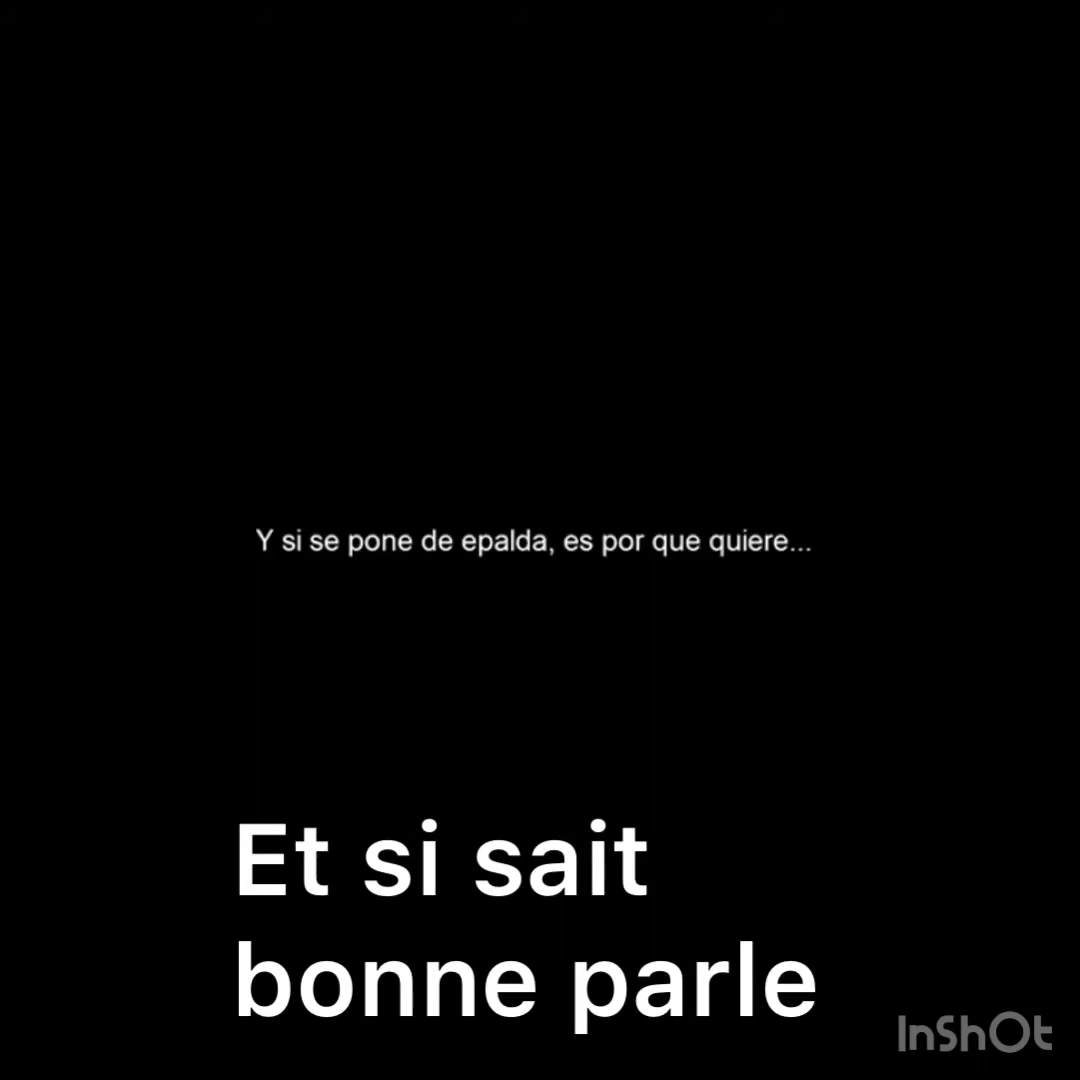 Y si se pone de epalda, es por que quiere...
Et si sait
bonne parle
InShOt